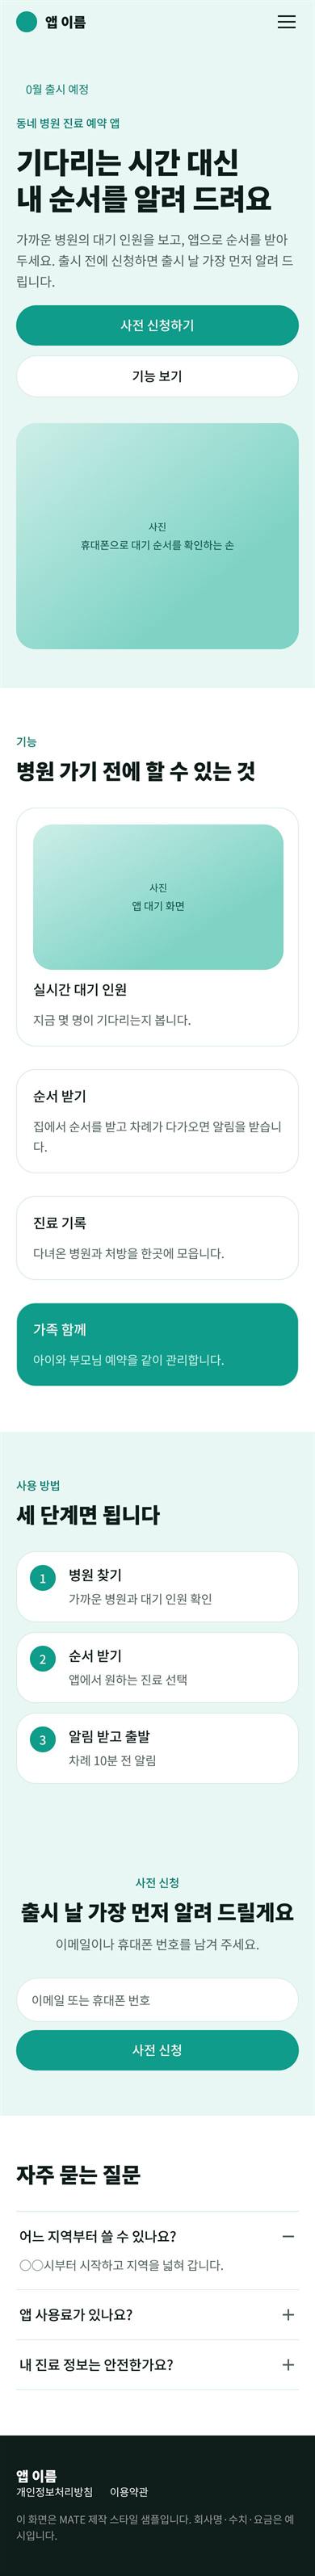 앱 이름
0월 출시 예정
동네 병원 진료 예약 앱
기다리는 시간 대신
내 순서를 알려 드려요
가까운 병원의 대기 인원을 보고, 앱으로 순서를 받아
두세요. 출시 전에 신청하면 출시 날 가장 먼저 알려 드
립니다.
사전 신청하기
기능 보기
사진
휴대폰으로 대기 순서를 확인하는 손
기능
병원 가기 전에 할 수 있는 것
사진
앱 대기 화면
실시간 대기 인원
지금 몇 명이 기다리는지 봅니다.
순서 받기
집에서 순서를 받고 차례가 다가오면 알림을 받습니
다.
진료 기록
다녀온 병원과 처방을 한곳에 모읍니다.
가족 함께
아이와 부모님 예약을 같이 관리합니다.
사용 방법
세 단계면 됩니다
1
병원 찾기
가까운 병원과 대기 인원 확인
2
순서 받기
앱에서 원하는 진료 선택
3
알림 받고 출발
차례 10분 전 알림
사전 신청
출시 날 가장 먼저 알려 드릴게요
이메일이나 휴대폰 번호를 남겨 주세요.
이메일 또는 휴대폰 번호
사전 신청
자주 묻는 질문
어느 지역부터 쓸 수 있나요?
〇〇시부터 시작하고 지역을 넓혀 갑니다.
앱 사용료가 있나요?
내 진료 정보는 안전한가요?
앱 이름
개인정보처리방침 이용약관
이 화면은 MATE 제작 스타일 샘플입니다. 회사명·수치·요금은 예
시입니다.